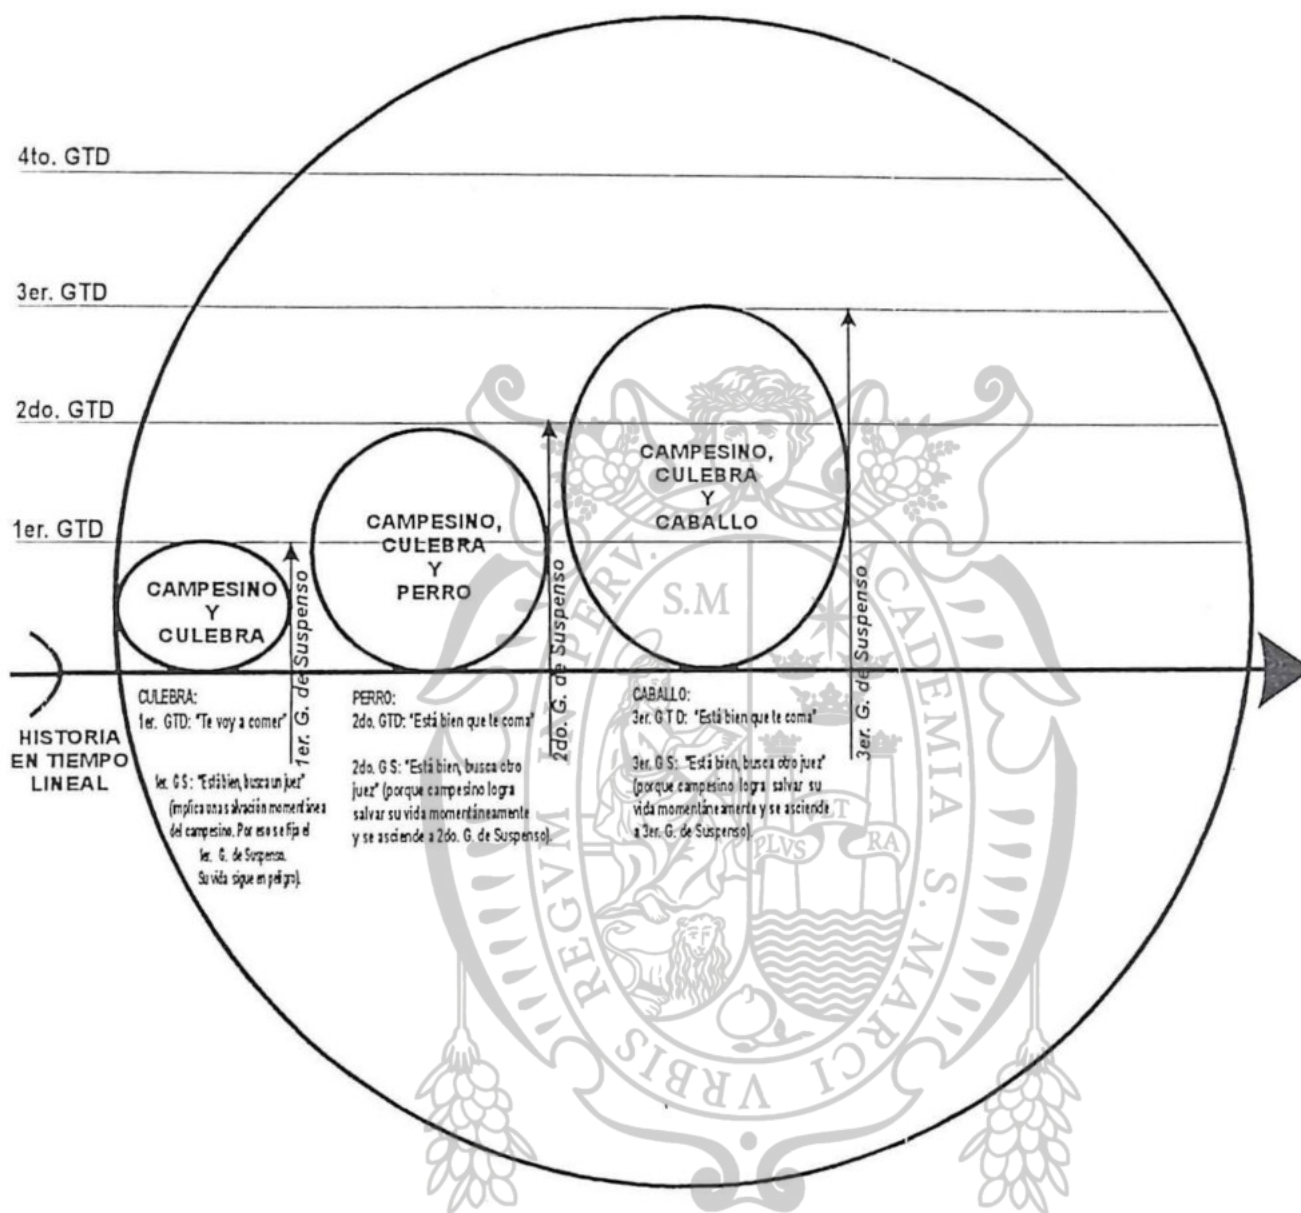 4to. GTD
3er. GTD
2do. GTD
1er. GTD
CAMPESINO
Y
CULEBRA
CAMPESINO,
CULEBRA
Y
PERRO
CAMPESINO,
CULEBRA
Y
CABALLO
1er. G. de Suspenso
2do. G. de Suspenso
3er. G. de Suspenso
HISTORIA
EN TIEMPO
LINEAL
CULEBRA:
1er. GTD: "Te voy a comer"
1er. G S: "Está bien, busca un juez"
(implica una salvación momentánea
del campesino. Por eso se fija el
1er. G. de Suspenso.
Su vida sigue en peligro).
PERRO:
2do. GTD: "Está bien que te coma"
2do. G S: "Está bien, busca otro
juez" (porque campesino logra
salvar su vida momentáneamente
y se asciende a 2do. G. de Suspenso).
CABALLO:
3er. G T D: "Está bien que te coma"
3er. G S: "Está bien, busca otro juez"
(porque campesino logra salvar su
vida momentáneamente y se asciende
a 3er. G. de Suspenso).
S.M
PLVS VLT RA
ACADEMIA S. MARCI VRBIS REGVM IN PERV.